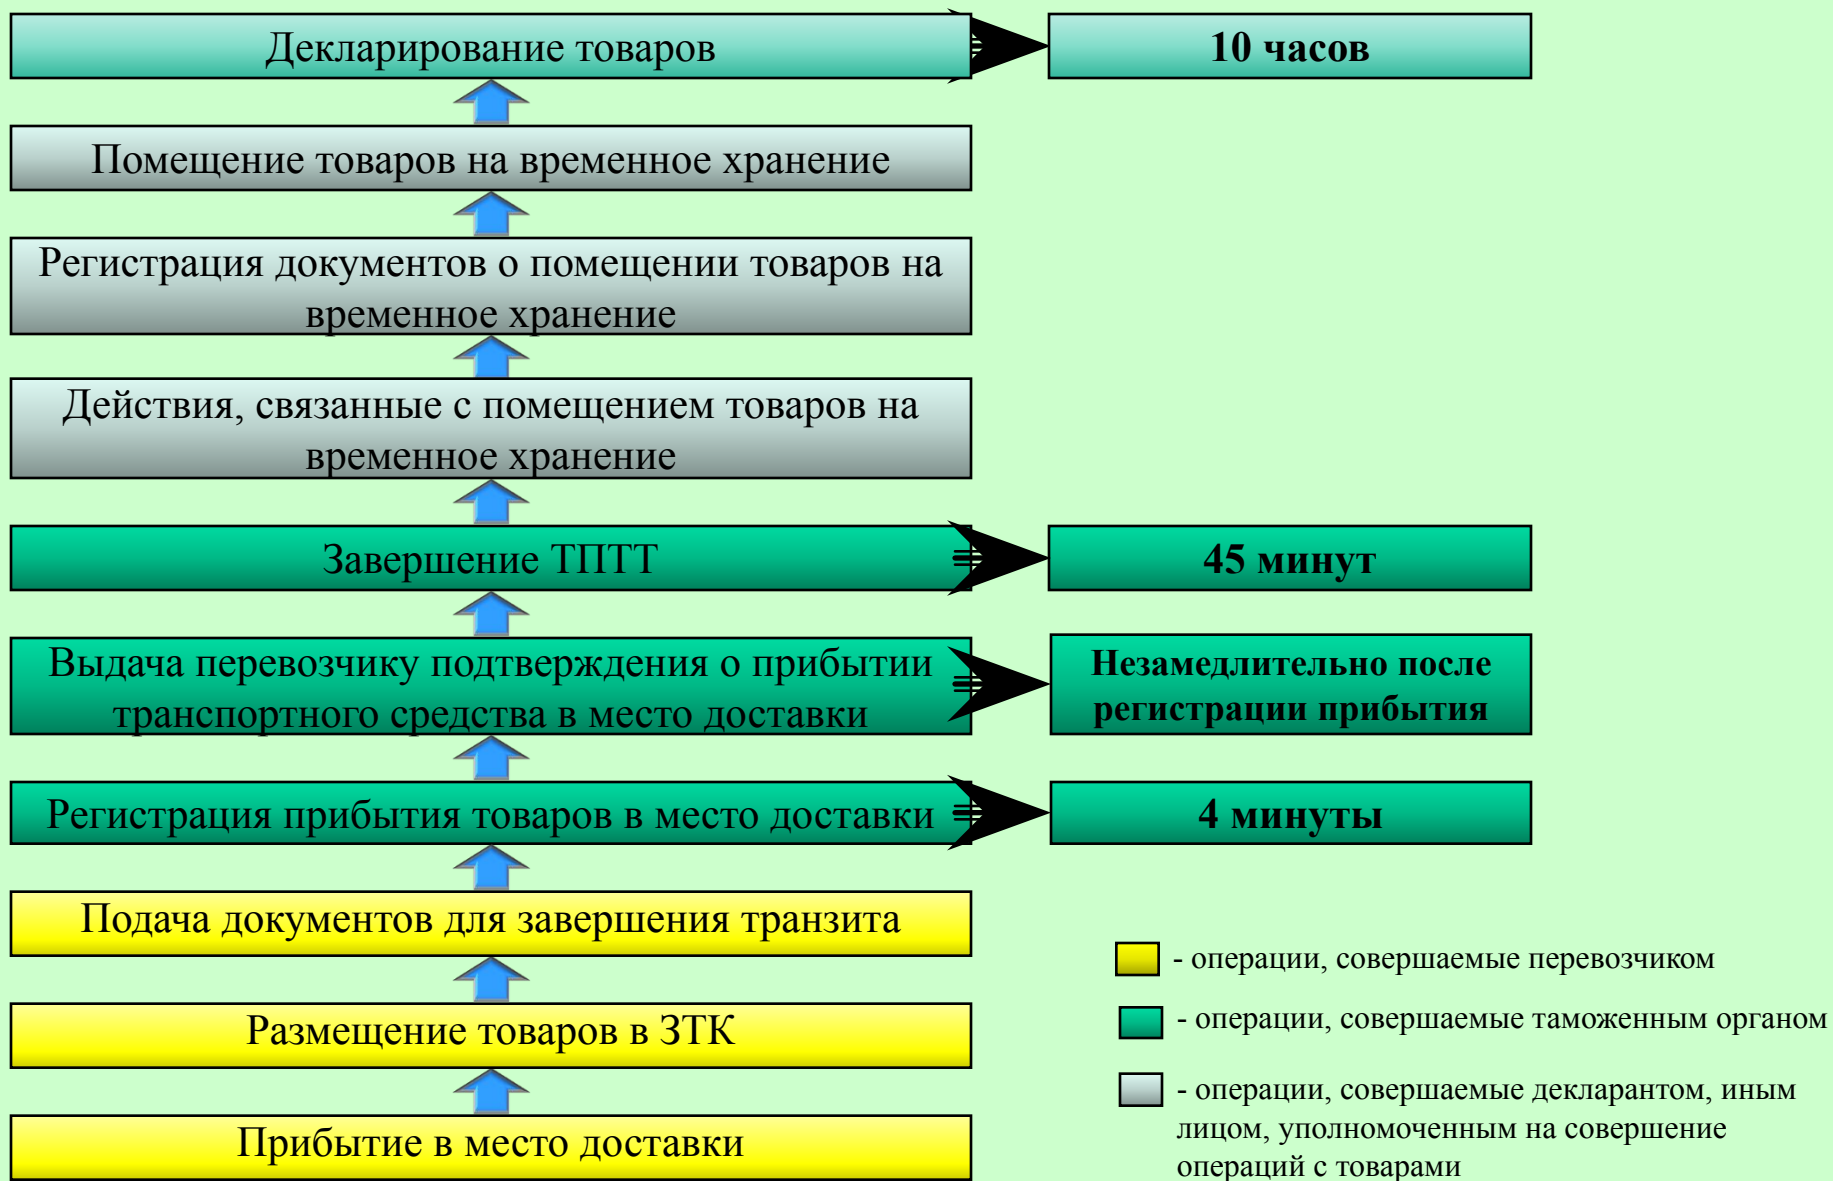 Декларирование товаров
10 часов
Помещение товаров на временное хранение
Регистрация документов о помещении товаров на
временное хранение
Действия, связанные с помещением товаров на
временное хранение
Завершение ТПТТ
45 минут
Выдача перевозчику подтверждения о прибытии
транспортного средства в место доставки
Незамедлительно после
регистрации прибытия
Регистрация прибытия товаров в место доставки
4 минуты
Подача документов для завершения транзита
Размещение товаров в ЗТК
Прибытие в место доставки
- операции, совершаемые перевозчиком
- операции, совершаемые таможенным органом
- операции, совершаемые декларантом, иным
лицом, уполномоченным на совершение
операций с товарами